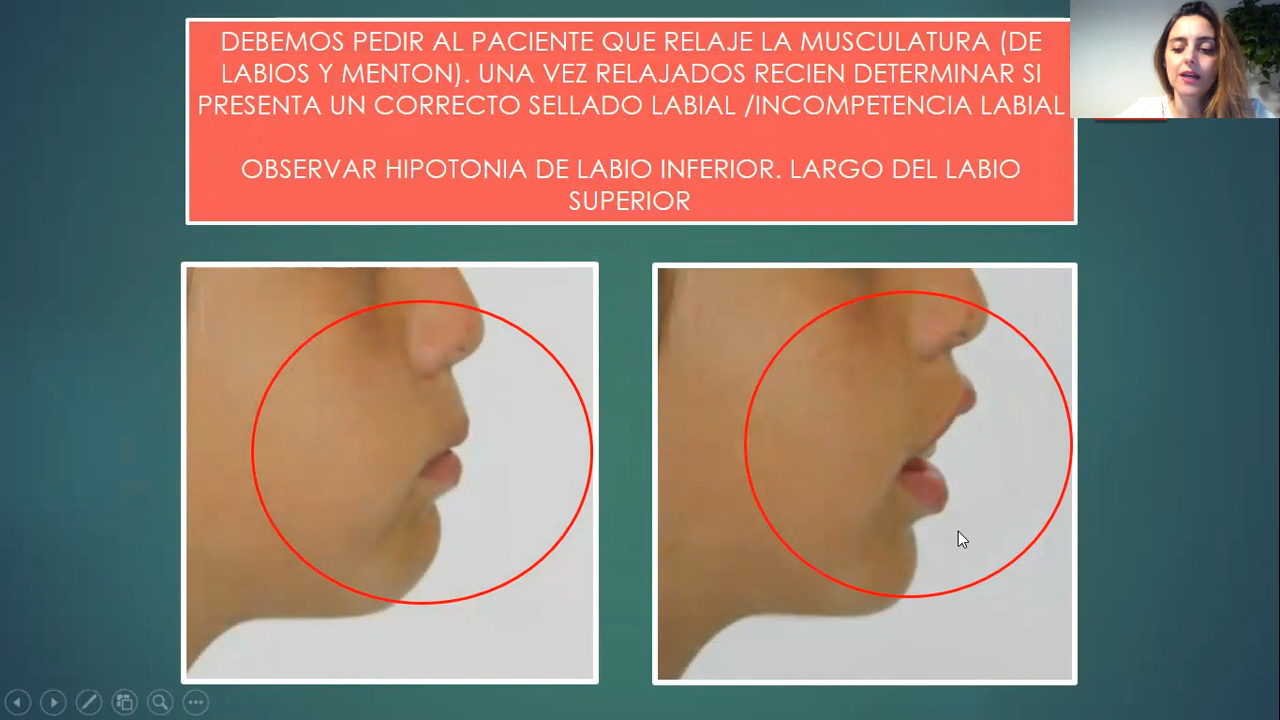 DEBEMOS PEDIR AL PACIENTE QUE RELAJE LA MUSCULATURA (DE
LABIOS Y MENTON). UNA VEZ RELAJADOS RECIEN DETERMINAR SI
PRESENTA UN CORRECTO SELLADO LABIAL /INCOMPETENCIA LABIAL
OBSERVAR HIPOTONIA DE LABIO INFERIOR. LARGO DEL LABIO
SUPERIOR